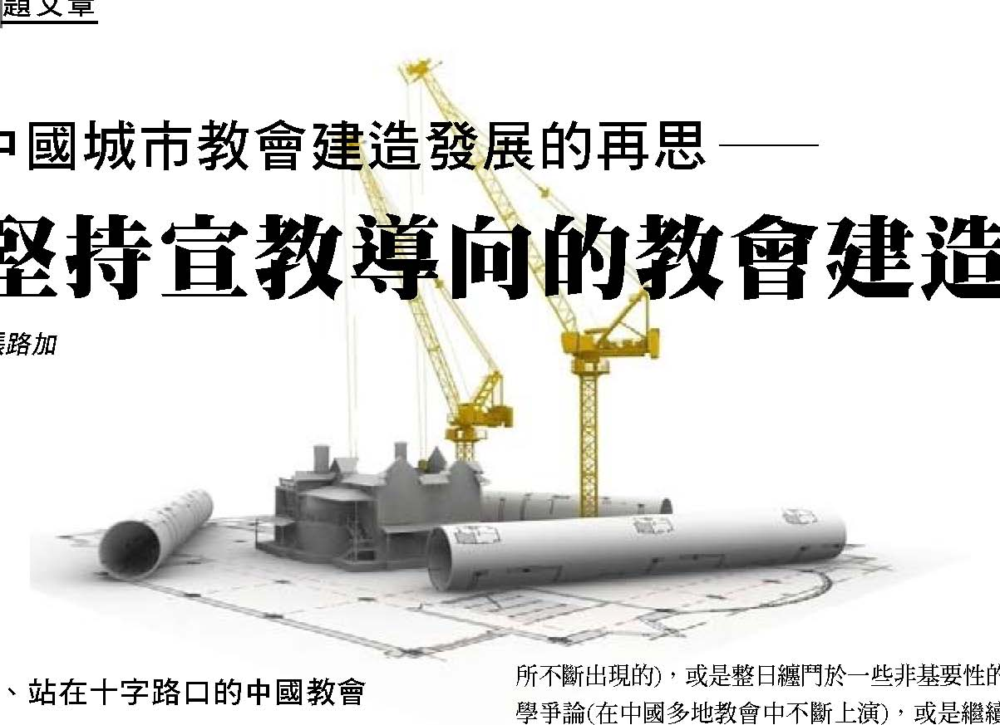 題文章
中國城市教會建造發展的再思——
堅持宣教導向的教會建造
張路加
、站在十字路口的中國教會
所不斷出現的)，或是整日纏鬥於一些非基要性的
學爭論(在中國多地教會中不斷上演)，或是繼續